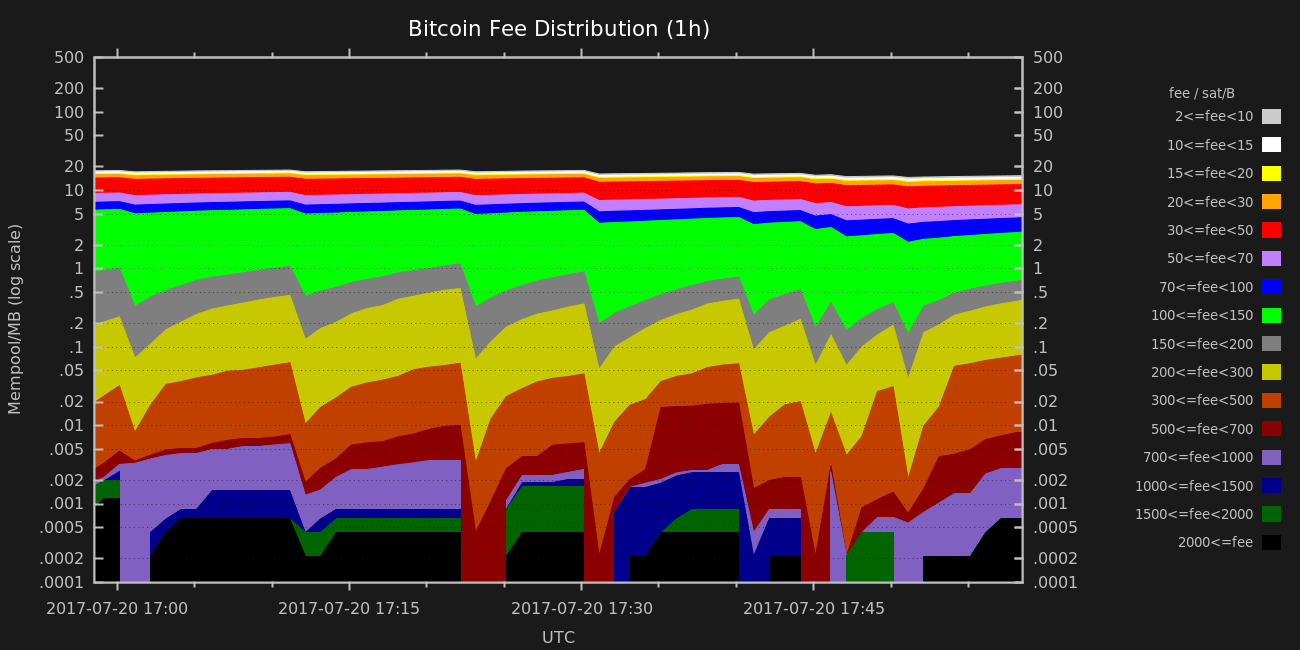 Bitcoin Fee Distribution (1h)
Mempool/MB (log scale)
500
200
100
50
20
10
5
2
1
.5
.2
.1
.05
.02
.01
.005
.002
.001
.0005
.0002
.0001
500
200
100
50
20
10
5
2
1
.5
.2
.1
.05
.02
.01
.005
.002
.001
.0005
.0002
.0001
2017-07-20 17:00
2017-07-20 17:15
2017-07-20 17:30
2017-07-20 17:45
UTC
fee / sat/B
2<=fee<10
10<=fee<15
15<=fee<20
20<=fee<30
30<=fee<50
50<=fee<70
70<=fee<100
100<=fee<150
150<=fee<200
200<=fee<300
300<=fee<500
500<=fee<700
700<=fee<1000
1000<=fee<1500
1500<=fee<2000
2000<=fee